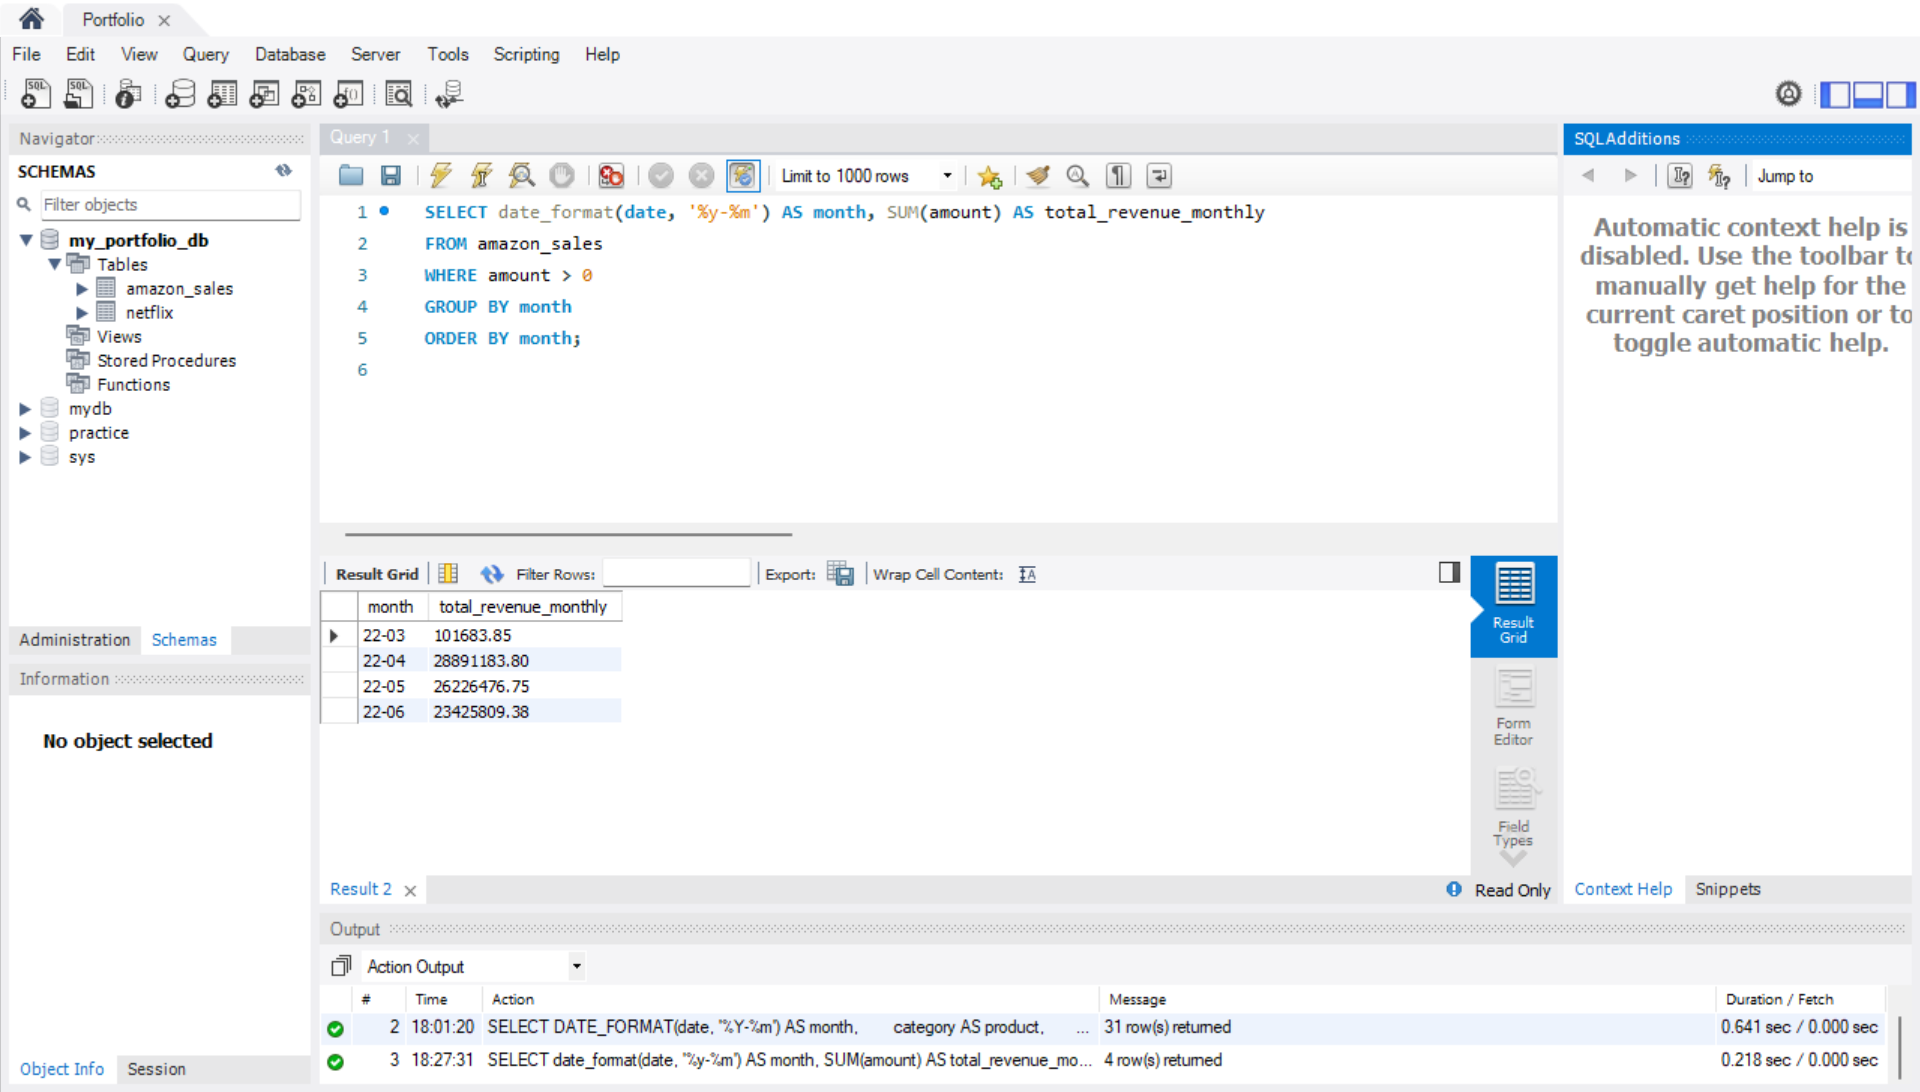 Portfolio
File Edit View Query Database Server Tools Scripting Help
Navigator
SCHEMAS
Filter objects
my_portfolio_db
Tables
amazon_sales
netflix
Views
Stored Procedures
Functions
mydb
practice
sys
Administration Schemas
Information
No object selected
Object Info Session
Query 1
Limit to 1000 rows
1 SELECT date_format(date, '%y-%m') AS month, SUM(amount) AS total_revenue_monthly
2 FROM amazon_sales
3 WHERE amount > 0
4 GROUP BY month
5 ORDER BY month;
6
Result Grid Filter Rows: Export: Wrap Cell Content:
month total_revenue_monthly
22-03 101683.85
22-04 28891183.80
22-05 26226476.75
22-06 23425809.38
Result
Grid
Form
Editor
Field
Types
Result 2
Read Only
SQLAdditions
Jump to
Automatic context help is
disabled. Use the toolbar to
manually get help for the
current caret position or to
toggle automatic help.
Context Help Snippets
Output
Action Output
# Time Action Message Duration / Fetch
2 18:01:20 SELECT DATE_FORMAT(date, '%Y-%m') AS month, category AS product, ... 31 row(s) returned 0.641 sec / 0.000 sec
3 18:27:31 SELECT date_format(date, '%y-%m') AS month, SUM(amount) AS total_revenue_mo... 4 row(s) returned 0.218 sec / 0.000 sec